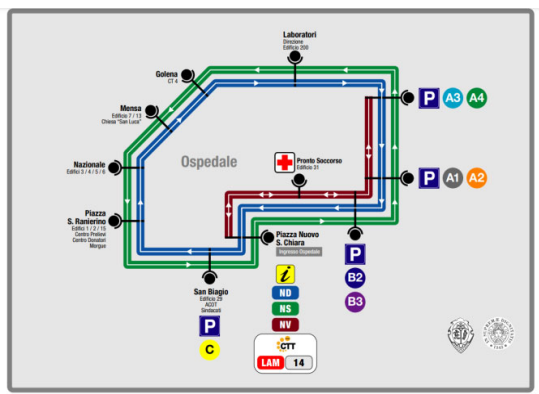 Laboratori
Direzione
Edificio 200
Golena
CT 4
Mensa
Edificio 7 / 13
Chiesa "San Luca"
Nazionale
Edifici 3 / 4 / 5 / 6
Piazza
S. Ranierino
Edifici 1 / 2 / 15
Centro Prelievi
Centro Donatori
Morgue
Ospedale
Pronto Soccorso
Edificio 31
P A3 A4
P A1 A2
Piazza Nuovo
S. Chiara
Ingresso Ospedale
P
B2
B3
San Biagio
Edificio 29
ACIT
Sindacati
P
C
i
ND
NS
NV
CTT
LAM 14